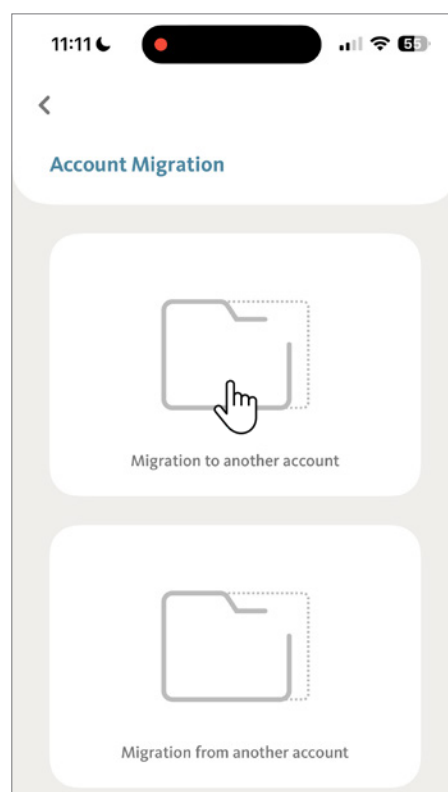 11:11
55
Account Migration
Migration to another account
Migration from another account